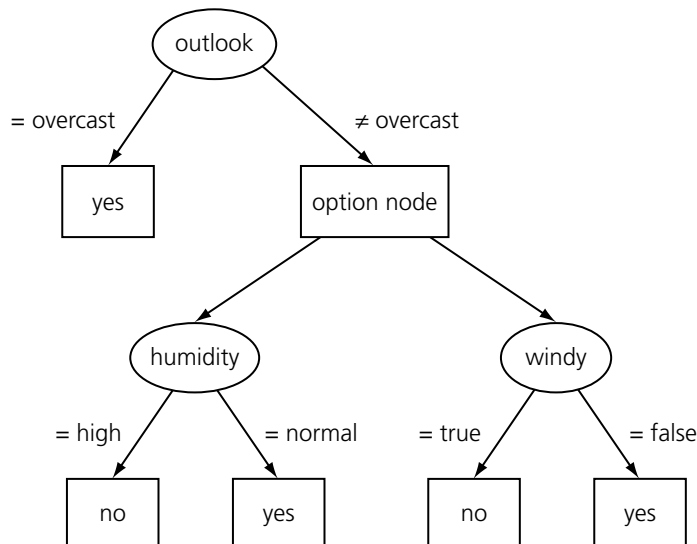 outlook
= overcast
≠ overcast
yes
option node
humidity
windy
= high
= normal
= true
= false
no
yes
no
yes